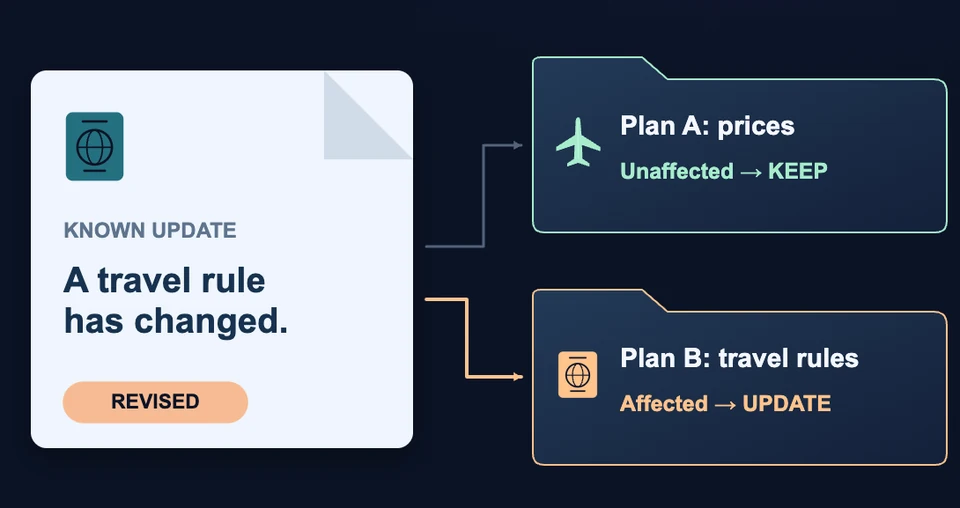 KNOWN UPDATE
A travel rule
has changed.
REVISED
Plan A: prices
Unaffected → KEEP
Plan B: travel rules
Affected → UPDATE